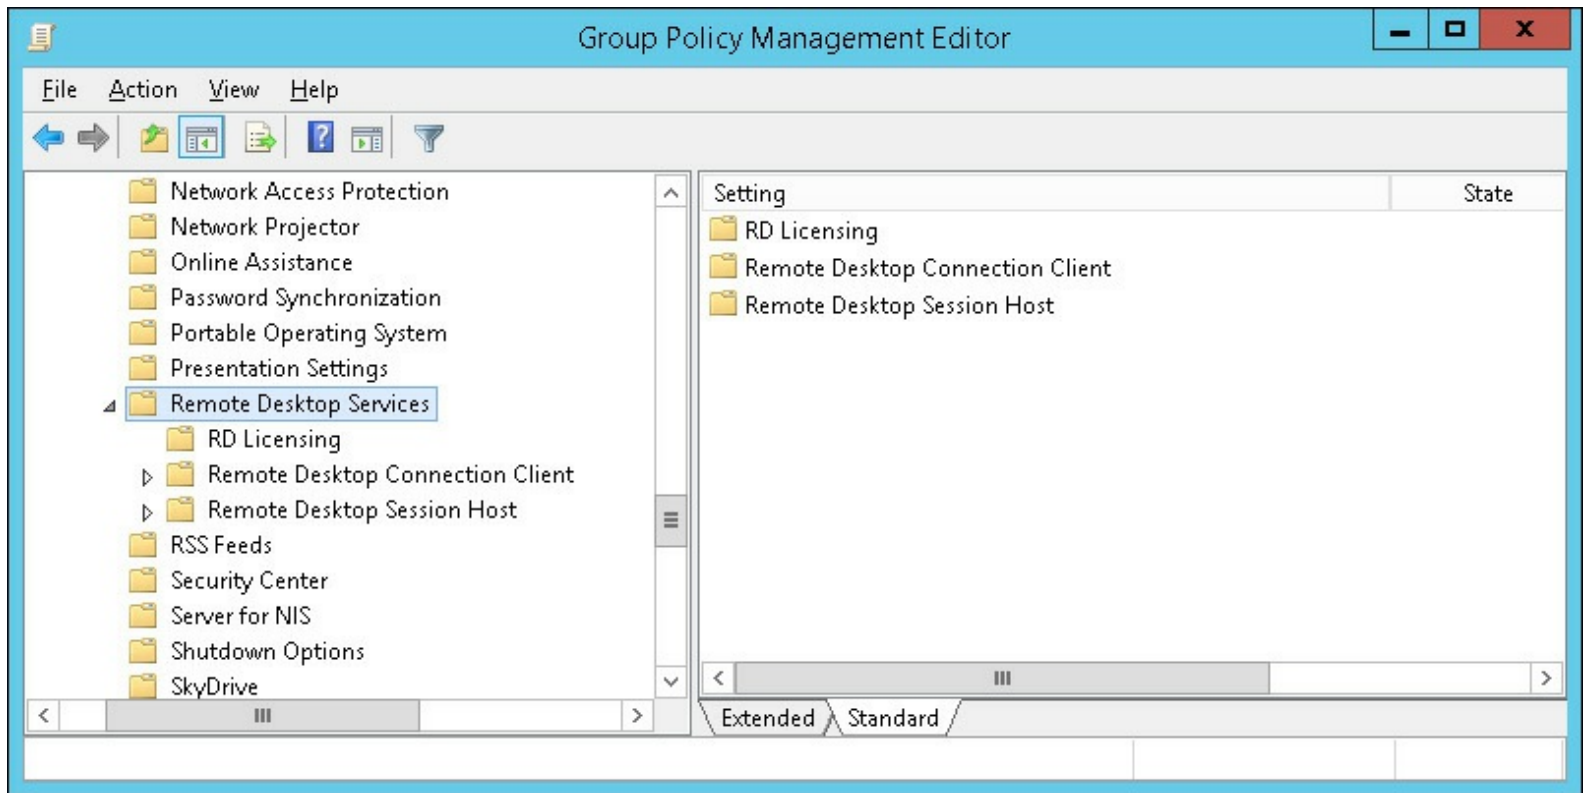 Group Policy Management Editor
File Action View Help
Network Access Protection
Network Projector
Online Assistance
Password Synchronization
Portable Operating System
Presentation Settings
Remote Desktop Services
RD Licensing
Remote Desktop Connection Client
Remote Desktop Session Host
RSS Feeds
Security Center
Server for NIS
Shutdown Options
SkyDrive
Setting State
RD Licensing
Remote Desktop Connection Client
Remote Desktop Session Host
Extended Standard